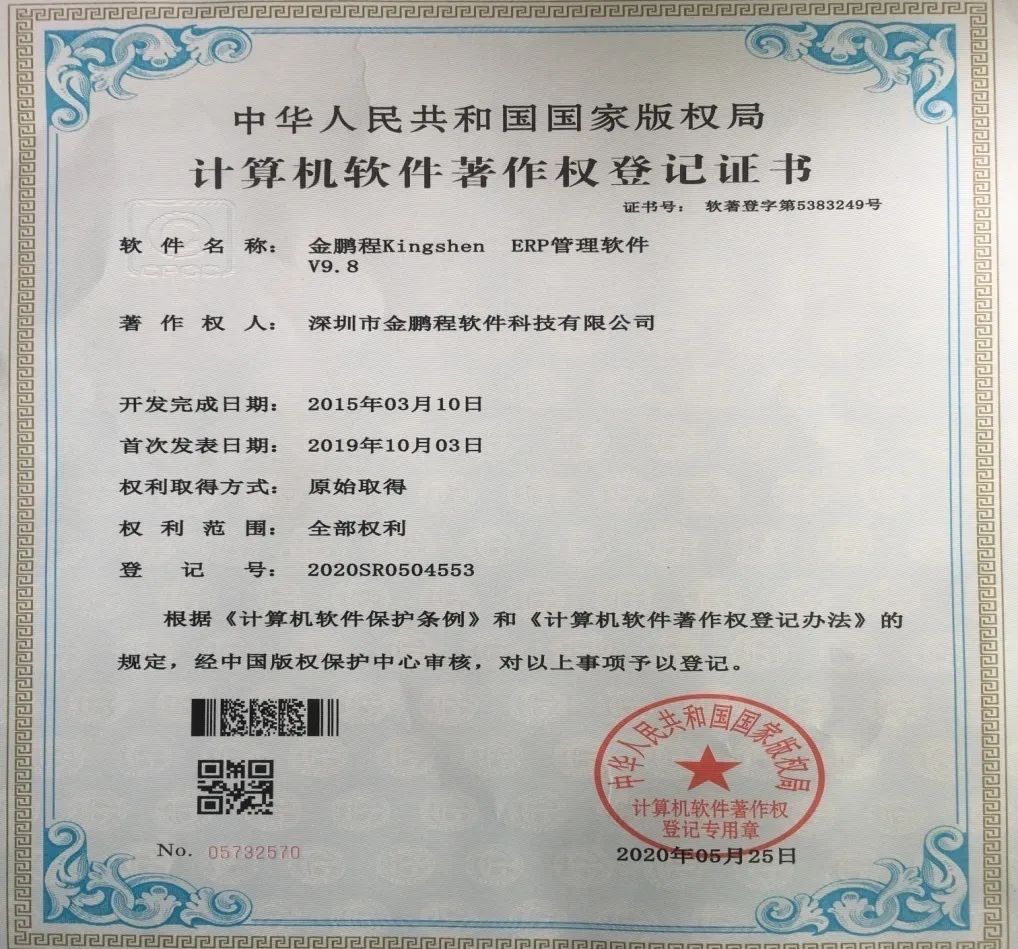 中华人民共和国国家版权局
计算机软件著作权登记证书
证书号： 软著登字第5383249号
CPCC
软件名称： 金鹏程Kingshen ERP管理软件
V9.8
著作权人： 深圳市金鹏程软件科技有限公司
开发完成日期： 2015年03月10日
首次发表日期： 2019年10月03日
权利取得方式： 原始取得
权利范围： 全部权利
登记号： 2020SR0504553
根据《计算机软件保护条例》和《计算机软件著作权登记办法》的
规定，经中国版权保护中心审核，对以上事项予以登记。
中华人民共和国国家版权局
计算机软件著作权
登记专用章
No. 05732570
2020年05月25日